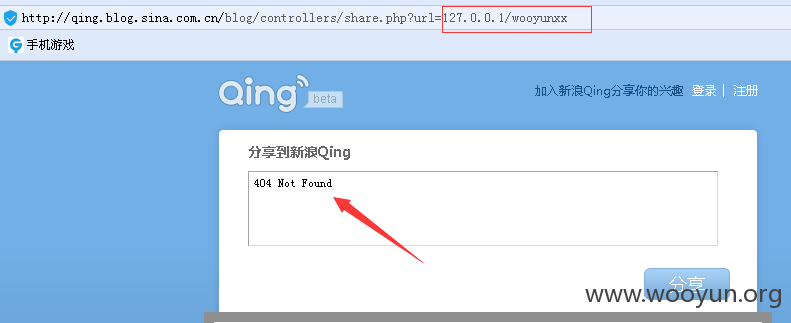 http://qing.blog.sina.com.cn/blog/controllers/share.php?url=127.0.0.1/wooyunxx
手机游戏
Qing beta
加入新浪Qing分享你的兴趣 登录 | 注册
分享到新浪Qing
404 Not Found
分享
www.wooyun.org